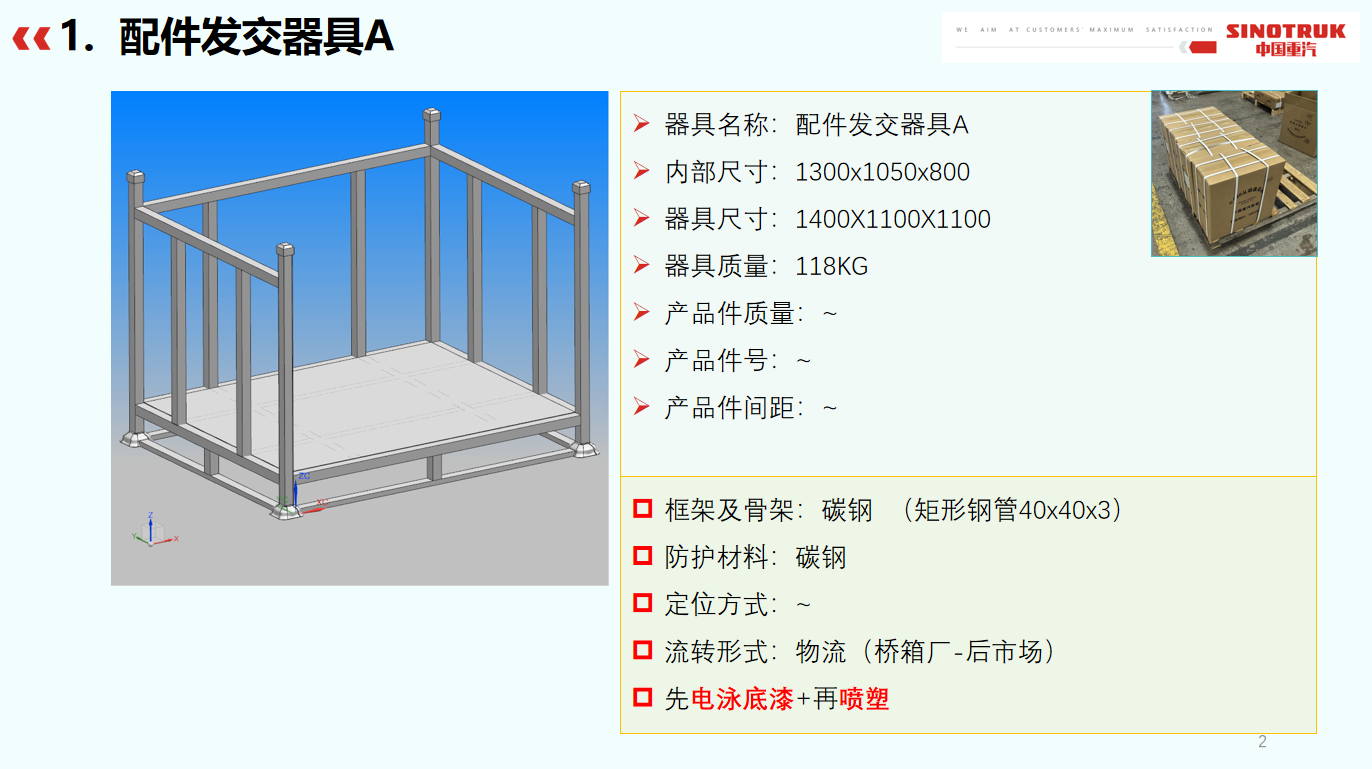 1. 配件发交器具A
WE AIM AT CUSTOMERS' MAXIMUM SATISFACTION
SINOTRUK
中国重汽
器具名称：配件发交器具A
内部尺寸：1300x1050x800
器具尺寸：1400X1100X1100
器具质量：118KG
产品件质量：~
产品件号：~
产品件间距：~
ZC
XC
Z
Y
X
框架及骨架：碳钢 （矩形钢管40x40x3）
防护材料：碳钢
定位方式：~
流转形式：物流（桥箱厂-后市场）
先电泳底漆+再喷塑
2